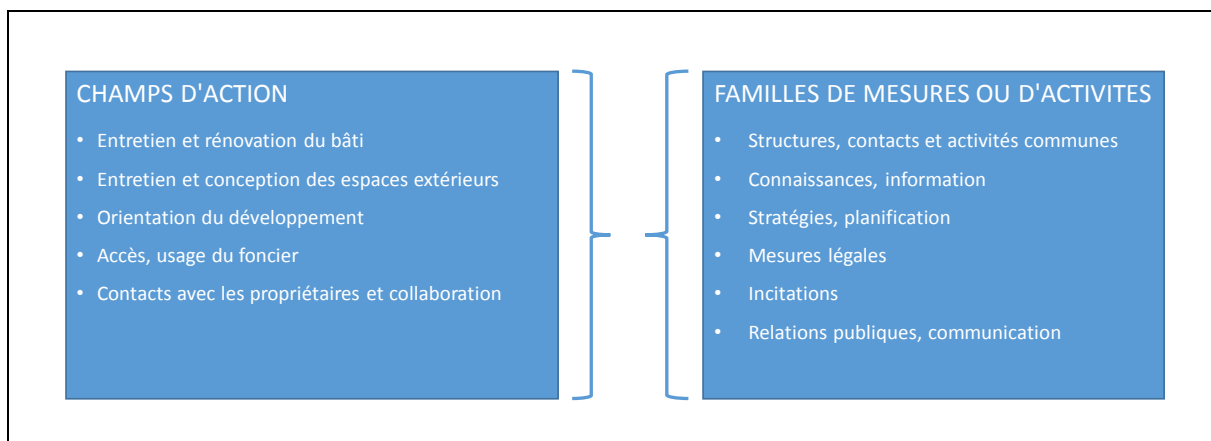 CHAMPS D'ACTION
• Entretien et rénovation du bâti
• Entretien et conception des espaces extérieurs
• Orientation du développement
• Accès, usage du foncier
• Contacts avec les propriétaires et collaboration
FAMILLES DE MESURES OU D'ACTIVITES
• Structures, contacts et activités communes
• Connaissances, information
• Stratégies, planification
• Mesures légales
• Incitations
• Relations publiques, communication